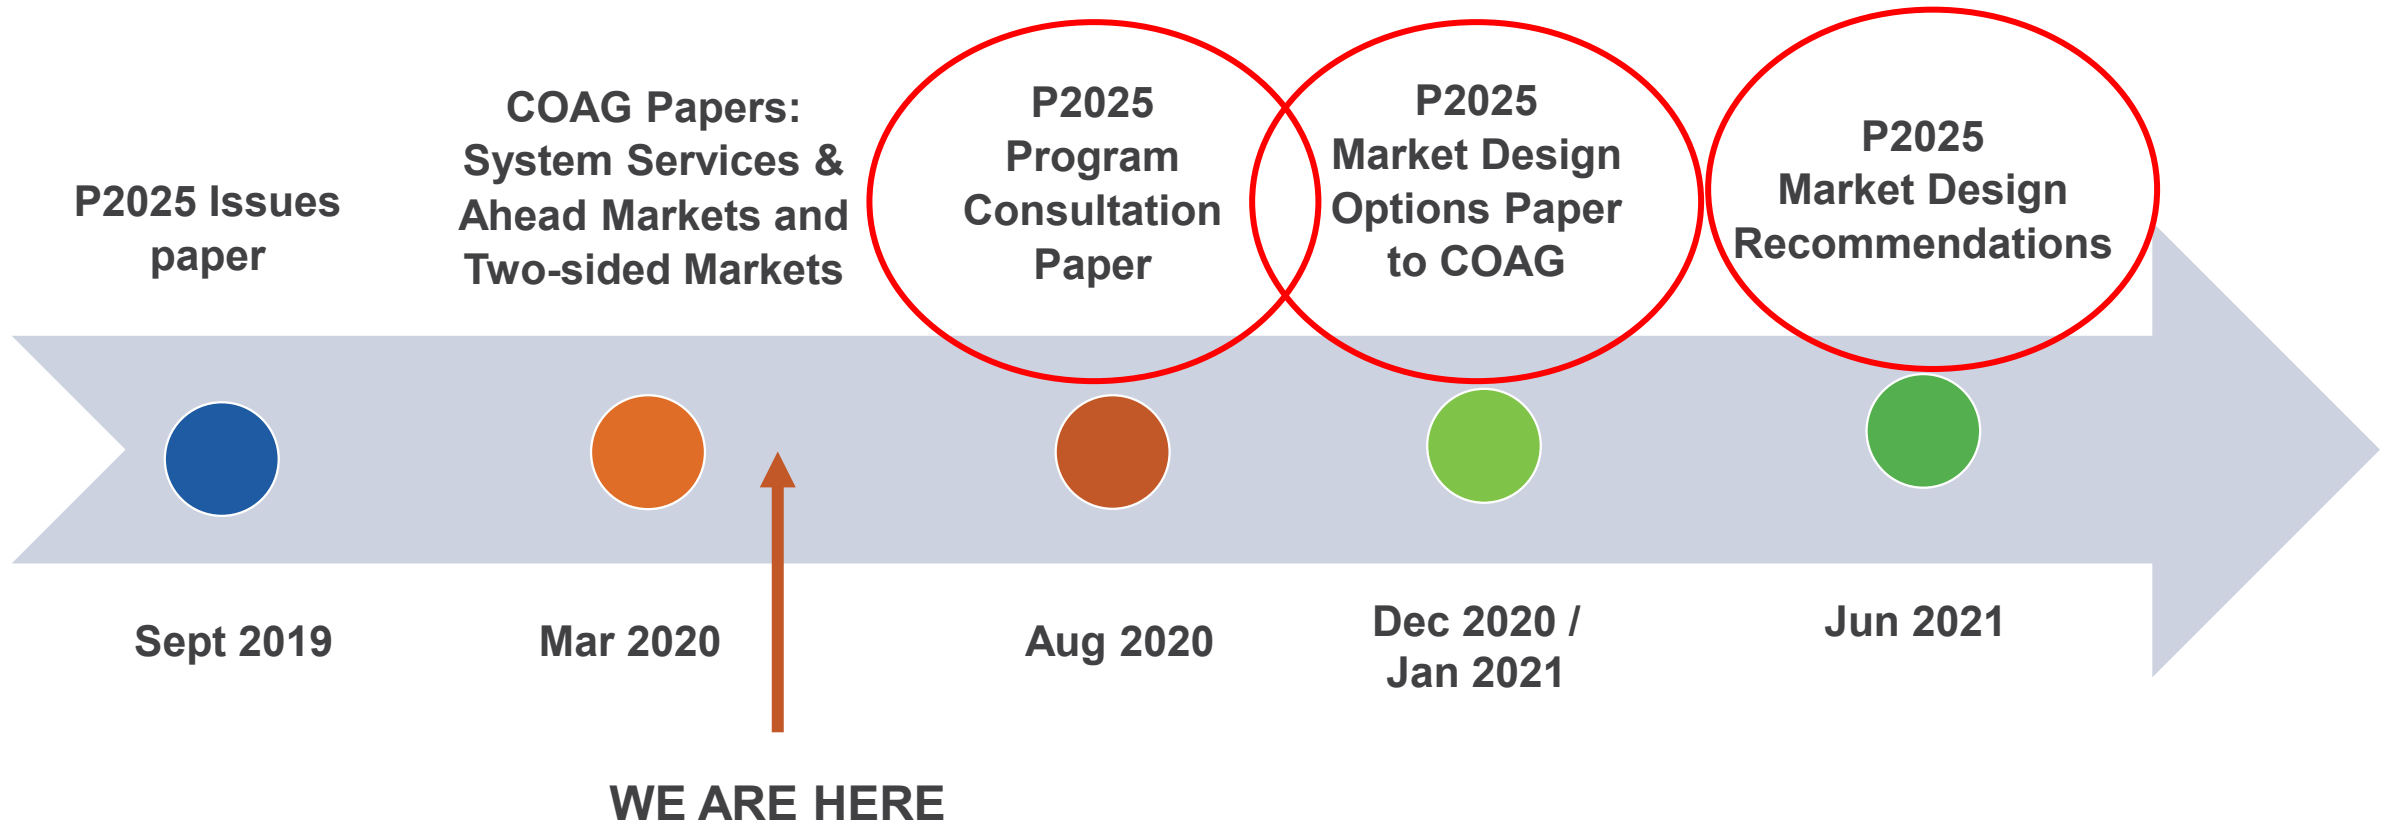 P2025 Issues
paper
COAG Papers:
System Services &
Ahead Markets and
Two-sided Markets
P2025
Program
Consultation
Paper
P2025
Market Design
Options Paper
to COAG
P2025
Market Design
Recommendations
Sept 2019
Mar 2020
Aug 2020
Dec 2020 /
Jan 2021
Jun 2021
WE ARE HERE